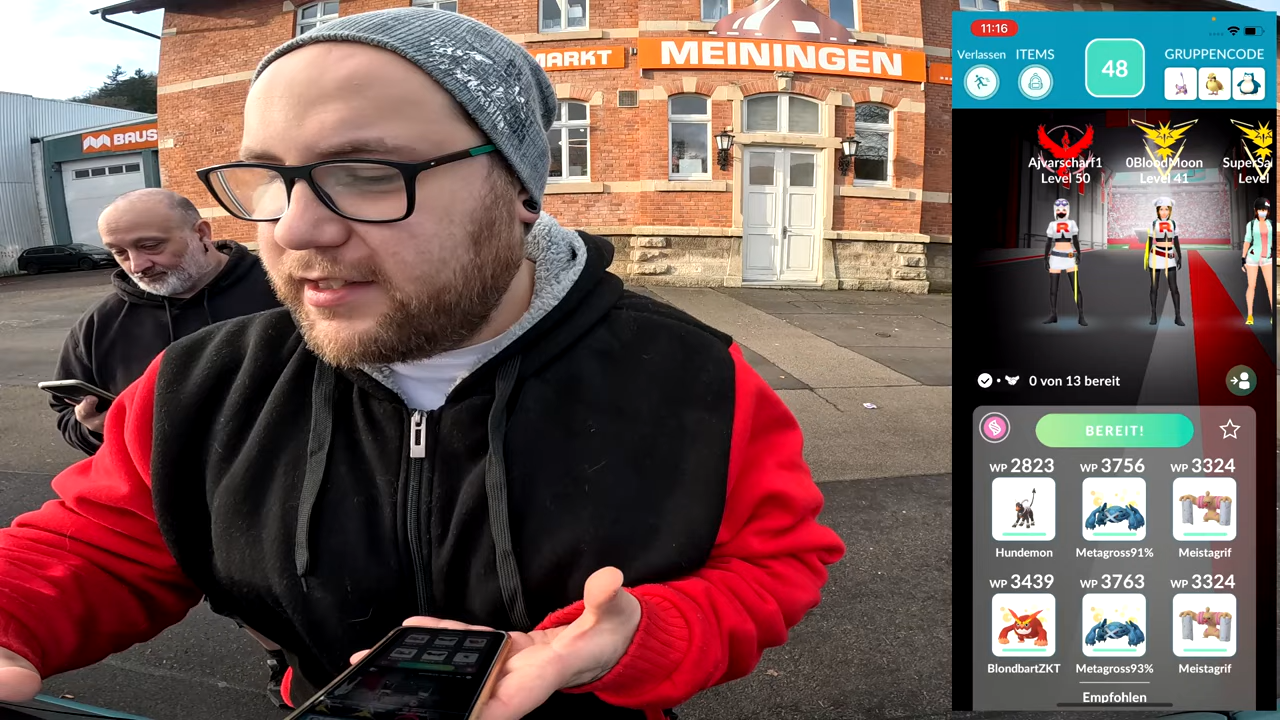 MARKT
MEININGEN
BAUS
11:16
Verlassen
ITEMS
48
GRUPPENCODE
Ajvarscharf1
Level 50
0BloodMoon
Level 41
SuperSa
Level
R
R
0 von 13 bereit
BEREIT!
WP 2823
WP 3756
WP 3324
Hundemon
Metagross91%
Meistagrif
WP 3439
WP 3763
WP 3324
BlondbartZKT
Metagross93%
Meistagrif
Empfohlen